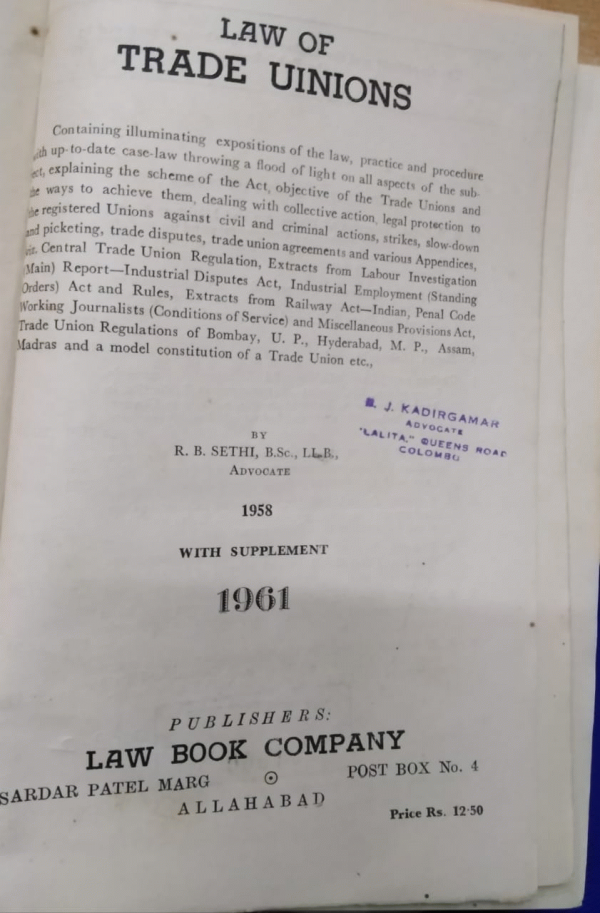 LAW OF
TRADE UINIONS
Containing illuminating expositions of the law, practice and procedure
with up-to-date case-law throwing a flood of light on all aspects of the sub-
ject, explaining the scheme of the Act, objective of the Trade Unions and
the ways to achieve them, dealing with collective action, legal protection to
the registered Unions against civil and criminal actions, strikes, slow-down
and picketing, trade disputes, trade union agreements and various Appendices,
viz. Central Trade Union Regulation, Extracts from Labour Investigation
(Main) Report—Industrial Disputes Act, Industrial Employment (Standing
Orders) Act and Rules, Extracts from Railway Act—Indian, Penal Code
Working Journalists (Conditions of Service) and Miscellaneous Provisions Act,
Trade Union Regulations of Bombay, U. P., Hyderabad, M. P., Assam,
Madras and a model constitution of a Trade Union etc.,
J. KADIRGAMAR
ADVOCATE
"LALITA," QUEENS ROAD
COLOMBO
BY
R. B. SETHI, B.Sc., LL.B.,
ADVOCATE
1958
WITH SUPPLEMENT
1961
PUBLISHERS:
LAW BOOK COMPANY
SARDAR PATEL MARG POST BOX No. 4
ALLAHABAD
Price Rs. 12·50